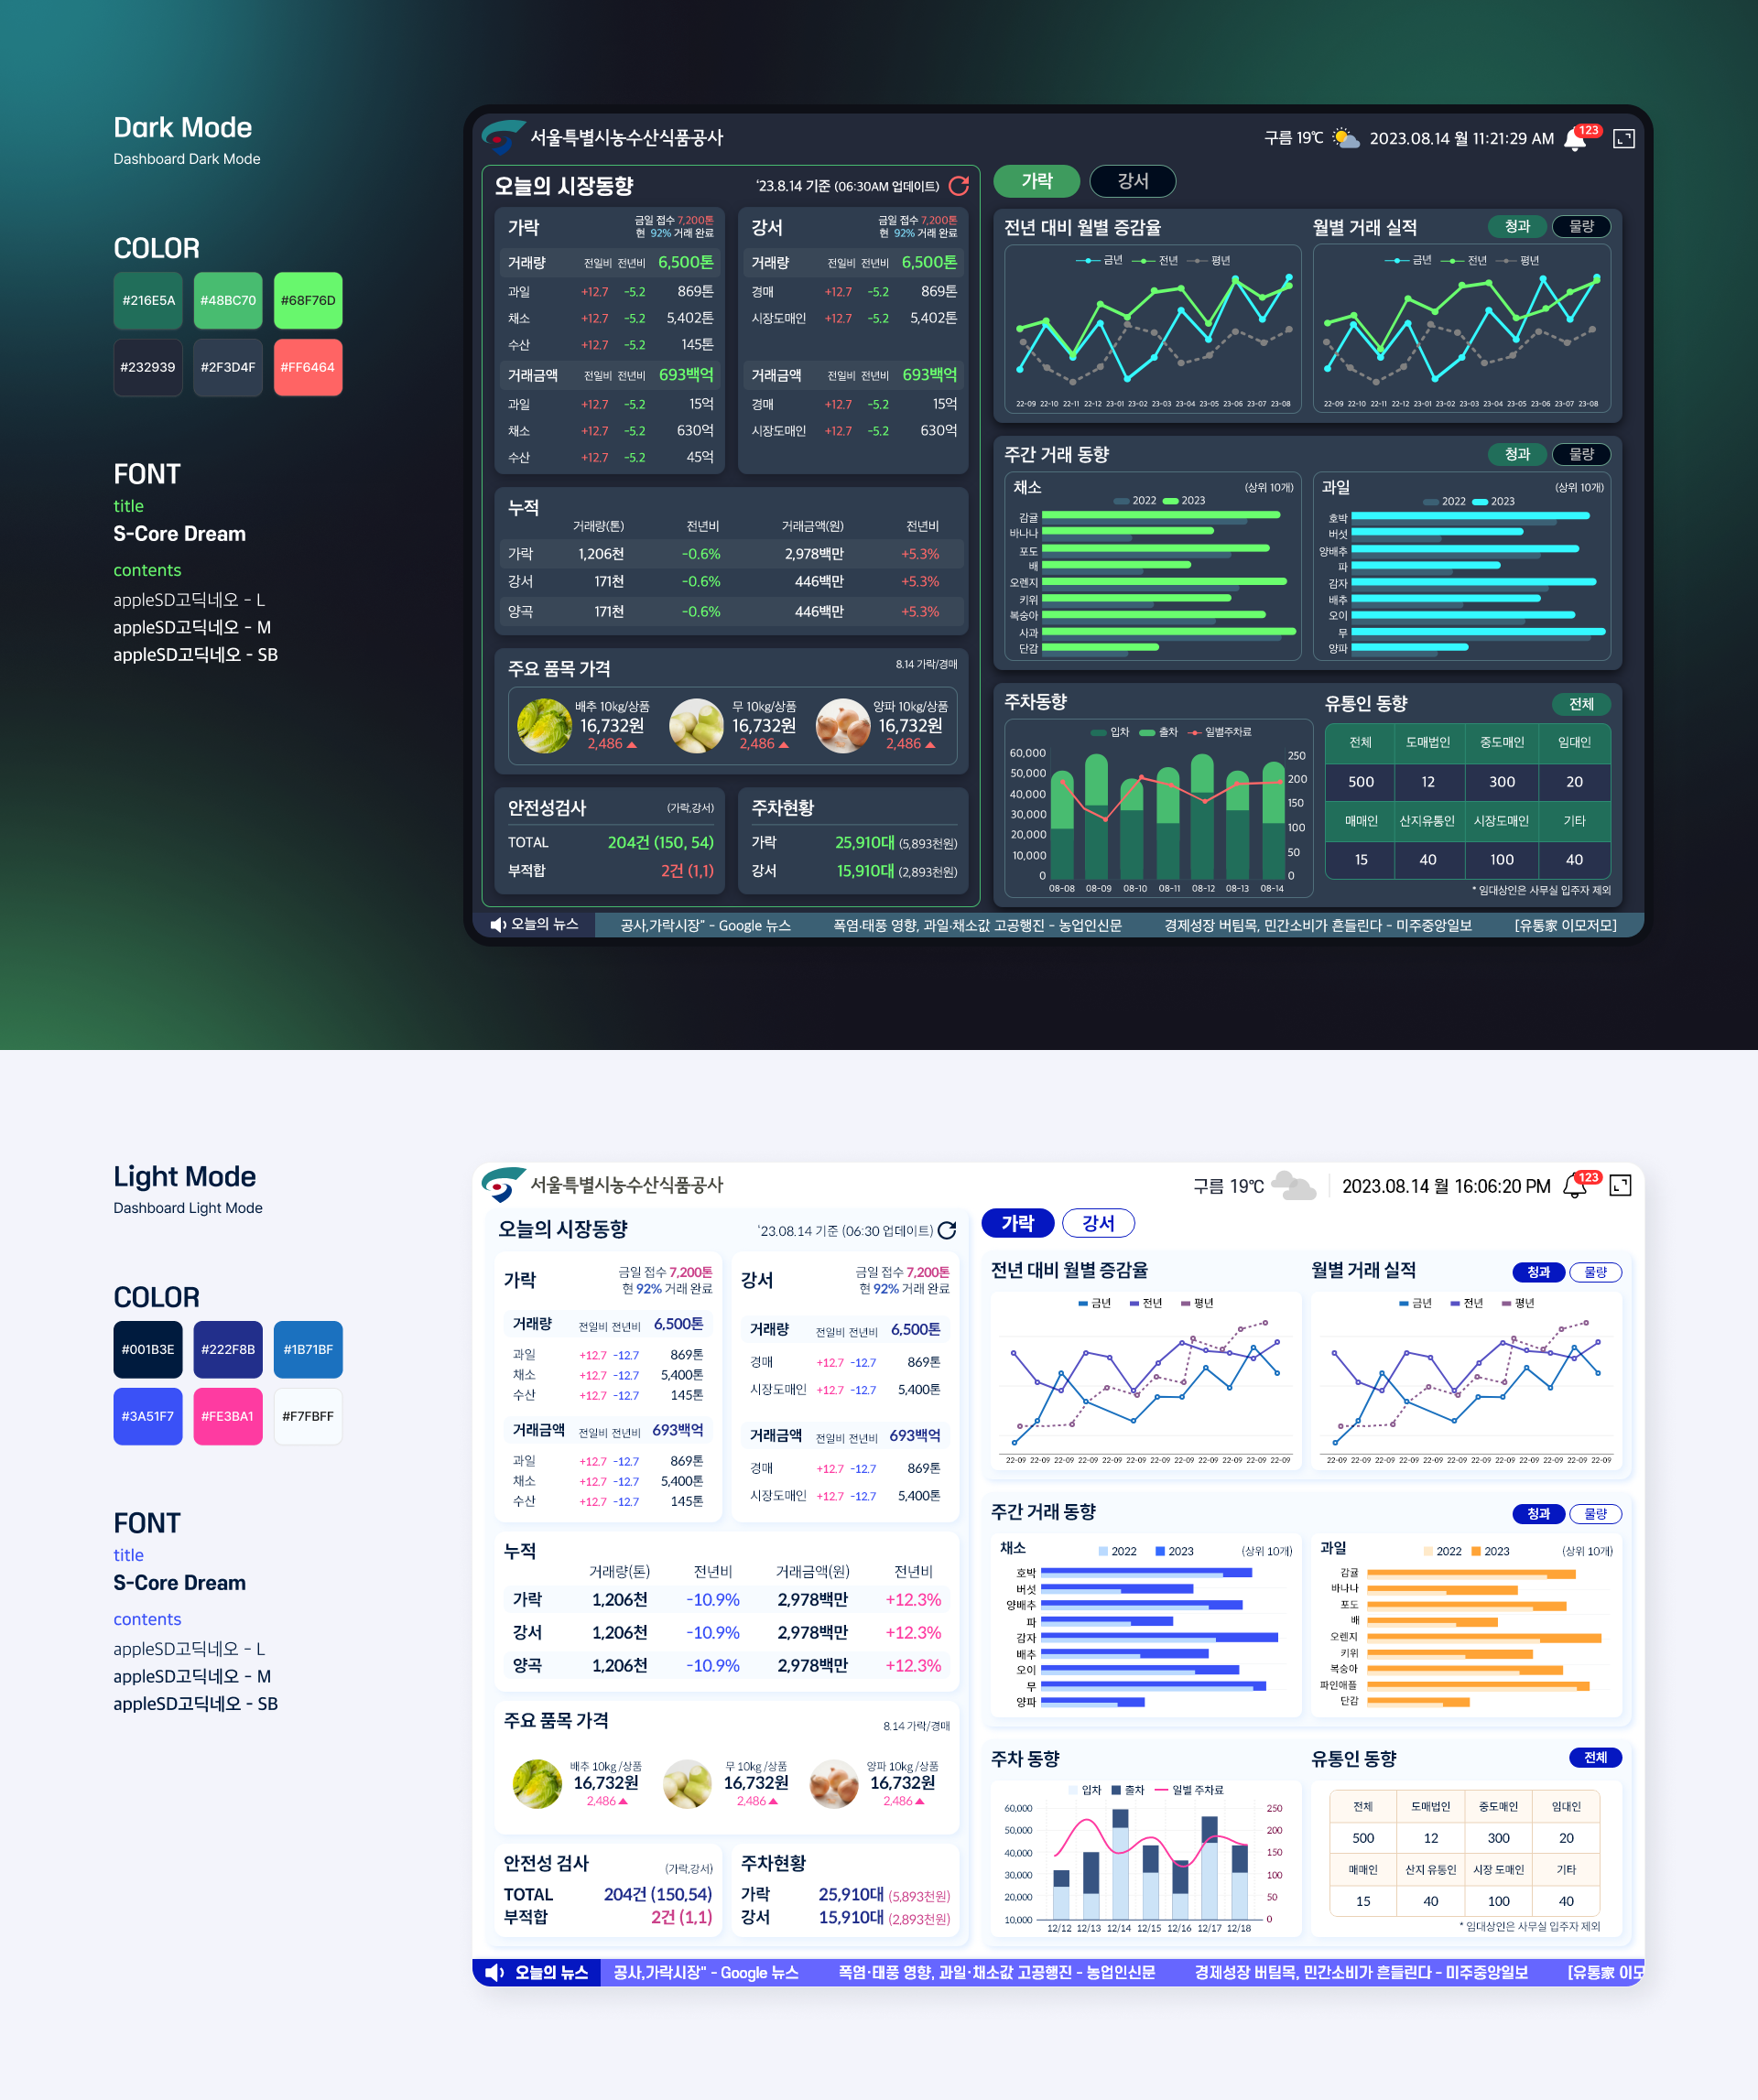 Dark Mode
Dashboard Dark Mode
COLOR
#216E5A #48BC70 #68F76D
#232939 #2F3D4F #FF6464
FONT
title
S-Core Dream
contents
appleSD고딕네오 - L
appleSD고딕네오 - M
appleSD고딕네오 - SB
서울특별시농수산식품공사
구름 19℃ 2023.08.14 월 11:21:29 AM 123
오늘의 시장동향 '23.8.14 기준 (06:30AM 업데이트)
가락 금일 접수 7,200톤
현 92% 거래 완료
거래량 전일비 전년비 6,500톤
과일 +12.7 -5.2 869톤
채소 +12.7 -5.2 5,402톤
수산 +12.7 -5.2 145톤
거래금액 전일비 전년비 693백억
과일 +12.7 -5.2 15억
채소 +12.7 -5.2 630억
수산 +12.7 -5.2 45억
강서 금일 접수 7,200톤
현 92% 거래 완료
거래량 전일비 전년비 6,500톤
경매 +12.7 -5.2 869톤
시장도매인 +12.7 -5.2 5,402톤
거래금액 전일비 전년비 693백억
경매 +12.7 -5.2 15억
시장도매인 +12.7 -5.2 630억
누적
거래량(톤) 전년비 거래금액(원) 전년비
가락 1,206천 -0.6% 2,978백만 +5.3%
강서 171천 -0.6% 446백만 +5.3%
양곡 171천 -0.6% 446백만 +5.3%
주요 품목 가격 8.14 가락/경매
배추 10kg/상품
16,732원
2,486
무 10kg/상품
16,732원
2,486
양파 10kg/상품
16,732원
2,486
안전성검사 (가락,강서)
TOTAL 204건 (150, 54)
부적합 2건 (1,1)
주차현황
가락 25,910대 (5,893천원)
강서 15,910대 (2,893천원)
가락 강서
전년 대비 월별 증감율
금년 전년 평년
22-09 22-10 22-11 22-12 23-01 23-02 23-03 23-04 23-05 23-06 23-07 23-08
월별 거래 실적 청과 물량
금년 전년 평년
22-09 22-10 22-11 22-12 23-01 23-02 23-03 23-04 23-05 23-06 23-07 23-08
주간 거래 동향 청과 물량
채소 (상위 10개)
2022 2023
감귤
바나나
포도
배
오렌지
키위
복숭아
사과
단감
과일 (상위 10개)
2022 2023
호박
버섯
양배추
파
감자
배추
오이
무
양파
주차동향
입차 출차 일별주차료
60,000
50,000
40,000
30,000
20,000
10,000
0
250
200
150
100
50
0
08-08 08-09 08-10 08-11 08-12 08-13 08-14
유통인 동향 전체
전체 도매법인 중도매인 임대인
500 12 300 20
매매인 산지유통인 시장도매인 기타
15 40 100 40
* 임대상인은 사무실 입주자 제외
오늘의 뉴스 공사,가락시장" - Google 뉴스 폭염·태풍 영향, 과일·채소값 고공행진 - 농업인신문 경제성장 버팀목, 민간소비가 흔들린다 - 미주중앙일보 [유통家 이모저모]
Light Mode
Dashboard Light Mode
COLOR
#001B3E #222F8B #1B71BF
#3A51F7 #FE3BA1 #F7FBFF
FONT
title
S-Core Dream
contents
appleSD고딕네오 - L
appleSD고딕네오 - M
appleSD고딕네오 - SB
서울특별시농수산식품공사
구름 19℃ 2023.08.14 월 16:06:20 PM 123
오늘의 시장동향 '23.08.14 기준 (06:30 업데이트)
가락 금일 접수 7,200톤
현 92% 거래 완료
거래량 전일비 전년비 6,500톤
과일 +12.7 -12.7 869톤
채소 +12.7 -12.7 5,400톤
수산 +12.7 -12.7 145톤
거래금액 전일비 전년비 693백억
과일 +12.7 -12.7 869톤
채소 +12.7 -12.7 5,400톤
수산 +12.7 -12.7 145톤
강서 금일 접수 7,200톤
현 92% 거래 완료
거래량 전일비 전년비 6,500톤
경매 +12.7 -12.7 869톤
시장도매인 +12.7 -12.7 5,400톤
거래금액 전일비 전년비 693백억
경매 +12.7 -12.7 869톤
시장도매인 +12.7 -12.7 5,400톤
누적
거래량(톤) 전년비 거래금액(원) 전년비
가락 1,206천 -10.9% 2,978백만 +12.3%
강서 1,206천 -10.9% 2,978백만 +12.3%
양곡 1,206천 -10.9% 2,978백만 +12.3%
주요 품목 가격 8.14 가락/경매
배추 10kg /상품
16,732원
2,486
무 10kg /상품
16,732원
2,486
양파 10kg /상품
16,732원
2,486
안전성 검사 (가락,강서)
TOTAL 204건 (150,54)
부적합 2건 (1,1)
주차현황
가락 25,910대 (5,893천원)
강서 15,910대 (2,893천원)
가락 강서
전년 대비 월별 증감율
금년 전년 평년
22-09 22-09 22-09 22-09 22-09 22-09 22-09 22-09 22-09 22-09 22-09 22-09
월별 거래 실적 청과 물량
금년 전년 평년
22-09 22-09 22-09 22-09 22-09 22-09 22-09 22-09 22-09 22-09 22-09 22-09
주간 거래 동향 청과 물량
채소 2022 2023 (상위 10개)
호박
버섯
양배추
파
감자
배추
오이
무
양파
과일 2022 2023 (상위 10개)
감귤
바나나
포도
배
오렌지
키위
복숭아
파인애플
단감
주차 동향
입차 출차 일별 주차료
60,000
50,000
40,000
30,000
20,000
10,000
250
200
150
100
50
0
12/12 12/13 12/14 12/15 12/16 12/17 12/18
유통인 동향 전체
전체 도매법인 중도매인 임대인
500 12 300 20
매매인 산지 유통인 시장 도매인 기타
15 40 100 40
* 임대상인은 사무실 입주자 제외
오늘의 뉴스 공사,가락시장" - Google 뉴스 폭염·태풍 영향, 과일·채소값 고공행진 - 농업인신문 경제성장 버팀목, 민간소비가 흔들린다 - 미주중앙일보 [유통家 이모